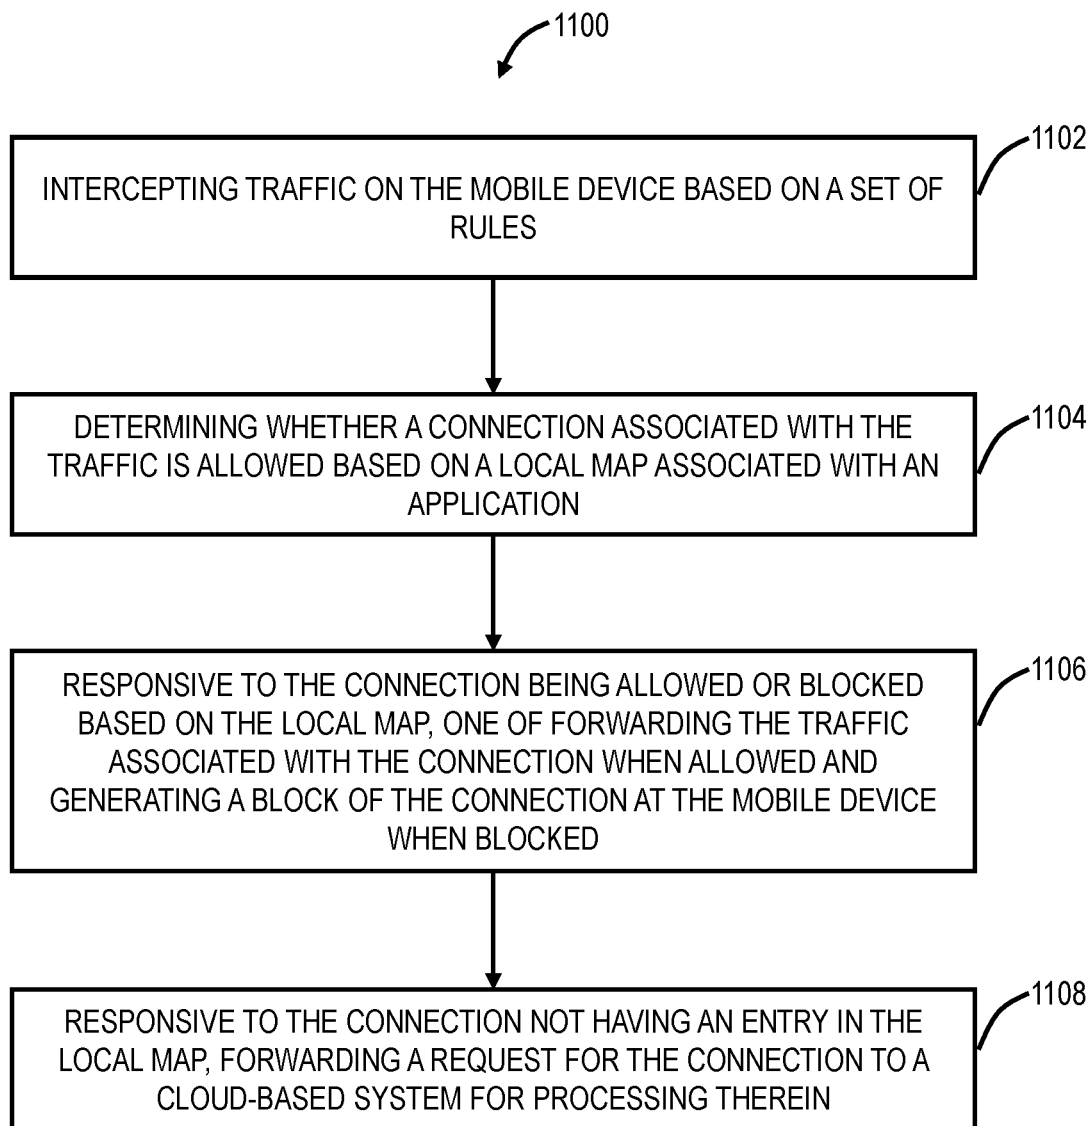 1100
1102
INTERCEPTING TRAFFIC ON THE MOBILE DEVICE BASED ON A SET OF
RULES
1104
DETERMINING WHETHER A CONNECTION ASSOCIATED WITH THE
TRAFFIC IS ALLOWED BASED ON A LOCAL MAP ASSOCIATED WITH AN
APPLICATION
1106
RESPONSIVE TO THE CONNECTION BEING ALLOWED OR BLOCKED
BASED ON THE LOCAL MAP, ONE OF FORWARDING THE TRAFFIC
ASSOCIATED WITH THE CONNECTION WHEN ALLOWED AND
GENERATING A BLOCK OF THE CONNECTION AT THE MOBILE DEVICE
WHEN BLOCKED
1108
RESPONSIVE TO THE CONNECTION NOT HAVING AN ENTRY IN THE
LOCAL MAP, FORWARDING A REQUEST FOR THE CONNECTION TO A
CLOUD-BASED SYSTEM FOR PROCESSING THEREIN